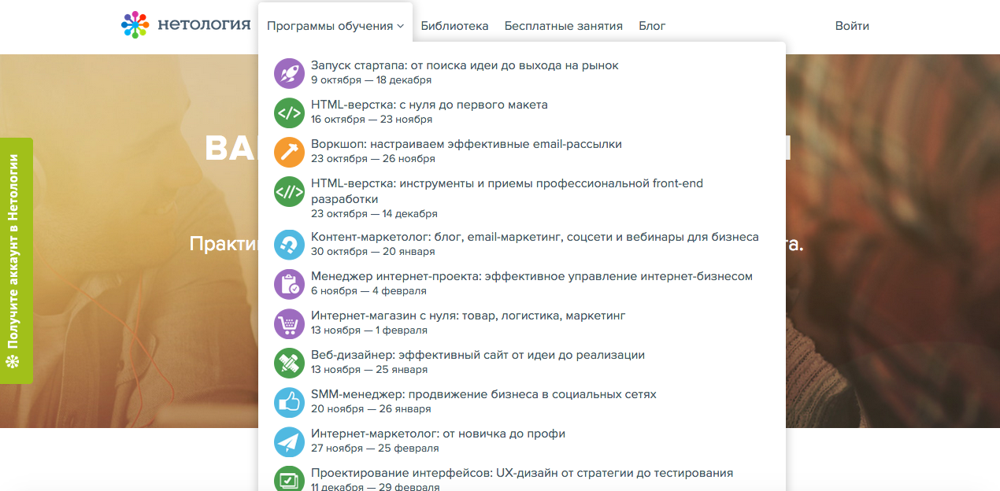 нетология
Программы обучения
Библиотека
Бесплатные занятия
Блог
Войти
Запуск стартапа: от поиска идеи до выхода на рынок
9 октября — 18 декабря
HTML-верстка: с нуля до первого макета
16 октября — 23 ноября
Воркшоп: настраиваем эффективные email-рассылки
23 октября — 26 ноября
HTML-верстка: инструменты и приемы профессиональной front-end
разработки
23 октября — 14 декабря
Контент-маркетолог: блог, email-маркетинг, соцсети и вебинары для бизнеса
30 октября — 20 января
Менеджер интернет-проекта: эффективное управление интернет-бизнесом
6 ноября — 4 февраля
Интернет-магазин с нуля: товар, логистика, маркетинг
13 ноября — 1 февраля
Веб-дизайнер: эффективный сайт от идеи до реализации
13 ноября — 25 января
SMM-менеджер: продвижение бизнеса в социальных сетях
20 ноября — 26 января
Интернет-маркетолог: от новичка до профи
27 ноября — 25 февраля
Проектирование интерфейсов: UX-дизайн от стратегии до тестирования
11 декабря — 29 февраля
Получите аккаунт в Нетологии